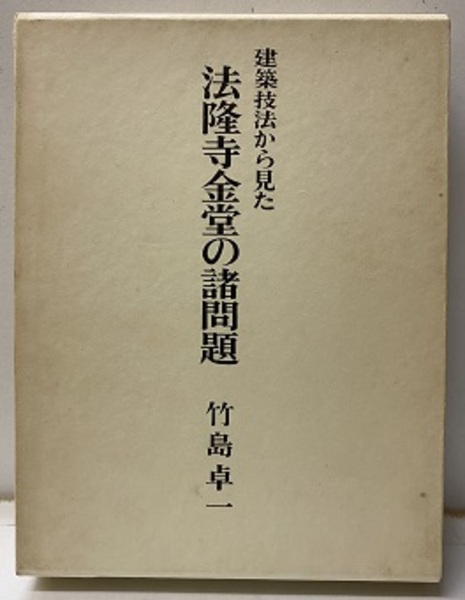 建築技法から見た
法隆寺金堂の諸問題
竹島卓一